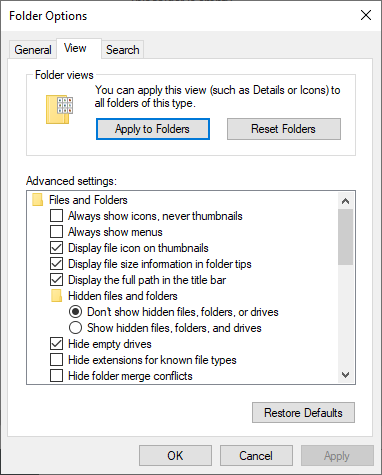 Folder Options
General View Search
Folder views
You can apply this view (such as Details or Icons) to
all folders of this type.
Apply to Folders Reset Folders
Advanced settings:
Files and Folders
Always show icons, never thumbnails
Always show menus
Display file icon on thumbnails
Display file size information in folder tips
Display the full path in the title bar
Hidden files and folders
Don't show hidden files, folders, or drives
Show hidden files, folders, and drives
Hide empty drives
Hide extensions for known file types
Hide folder merge conflicts
Restore Defaults
OK Cancel Apply